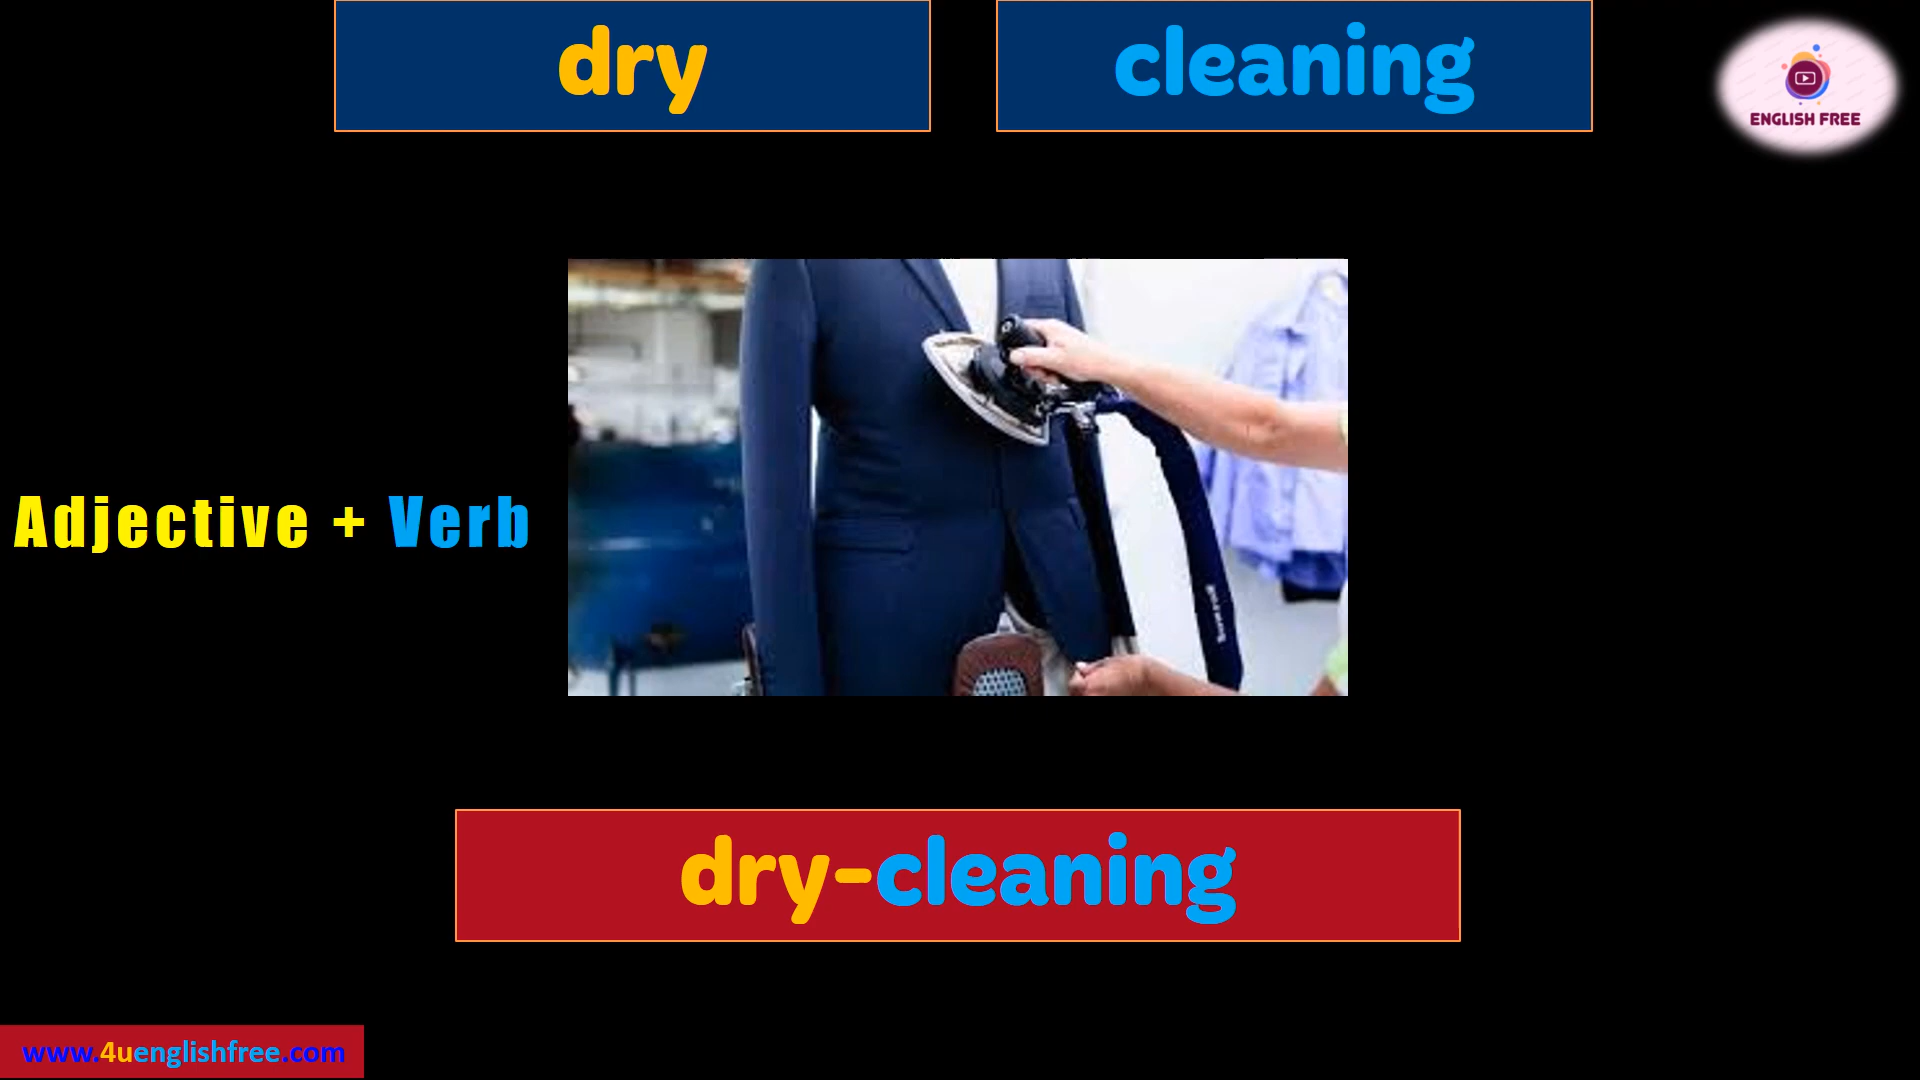 dry
cleaning
ENGLISH FREE
Adjective + Verb
dry-cleaning
www.4uenglishfree.com